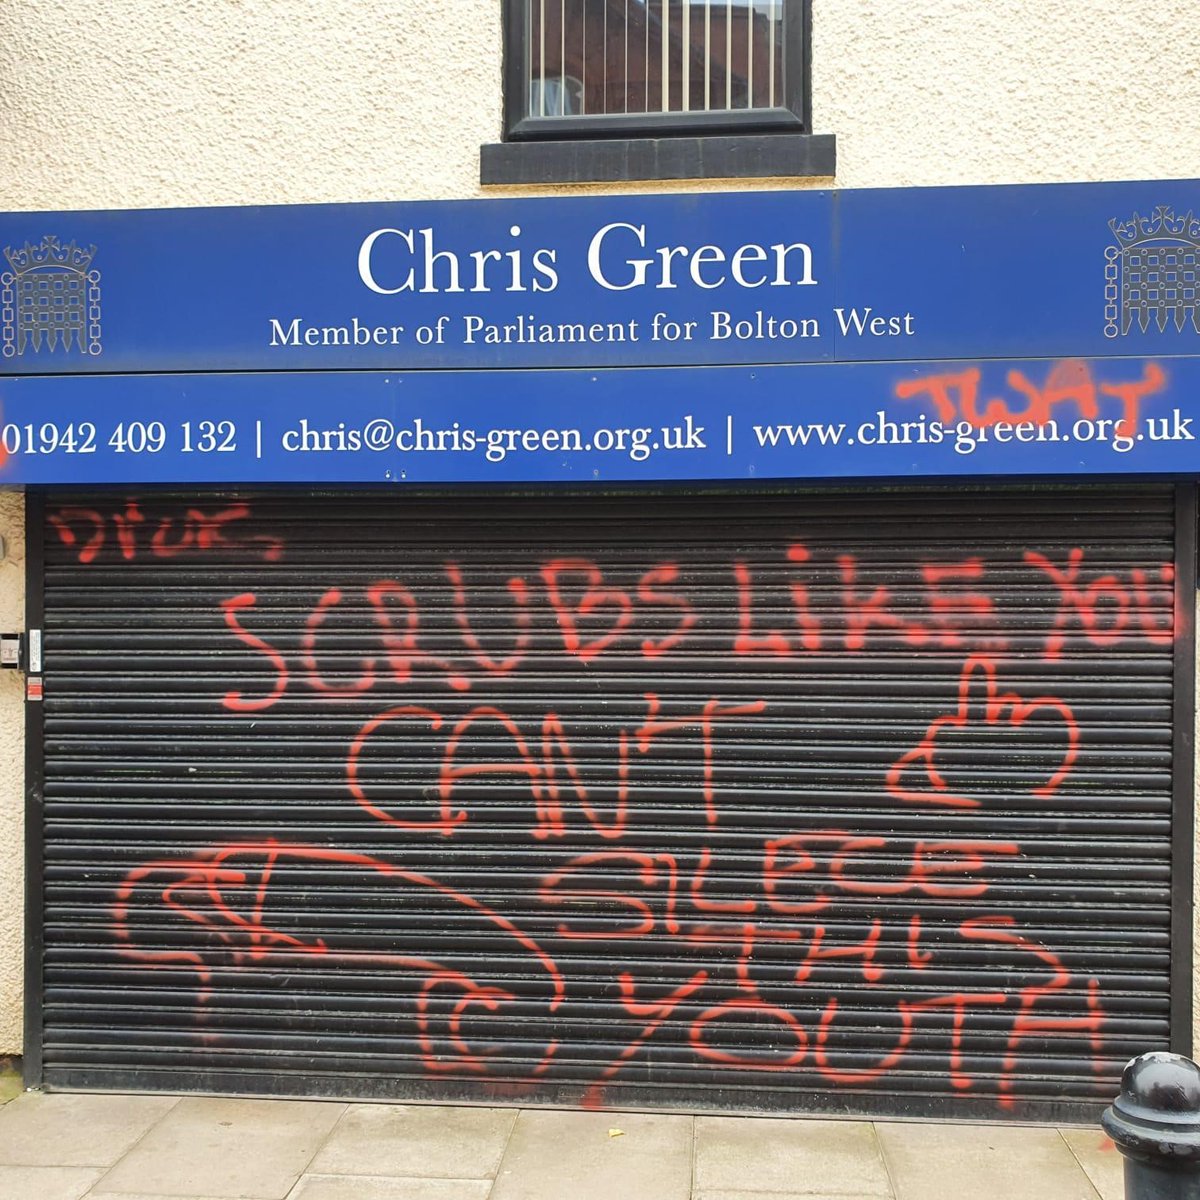 Chris Green
Member of Parliament for Bolton West
TWAT
01942 409 132 | chris@chris-green.org.uk | www.chris-green.org.uk
SCRUBS LiKE YOU
CAN'T
SILECE
THIS
YOUTH